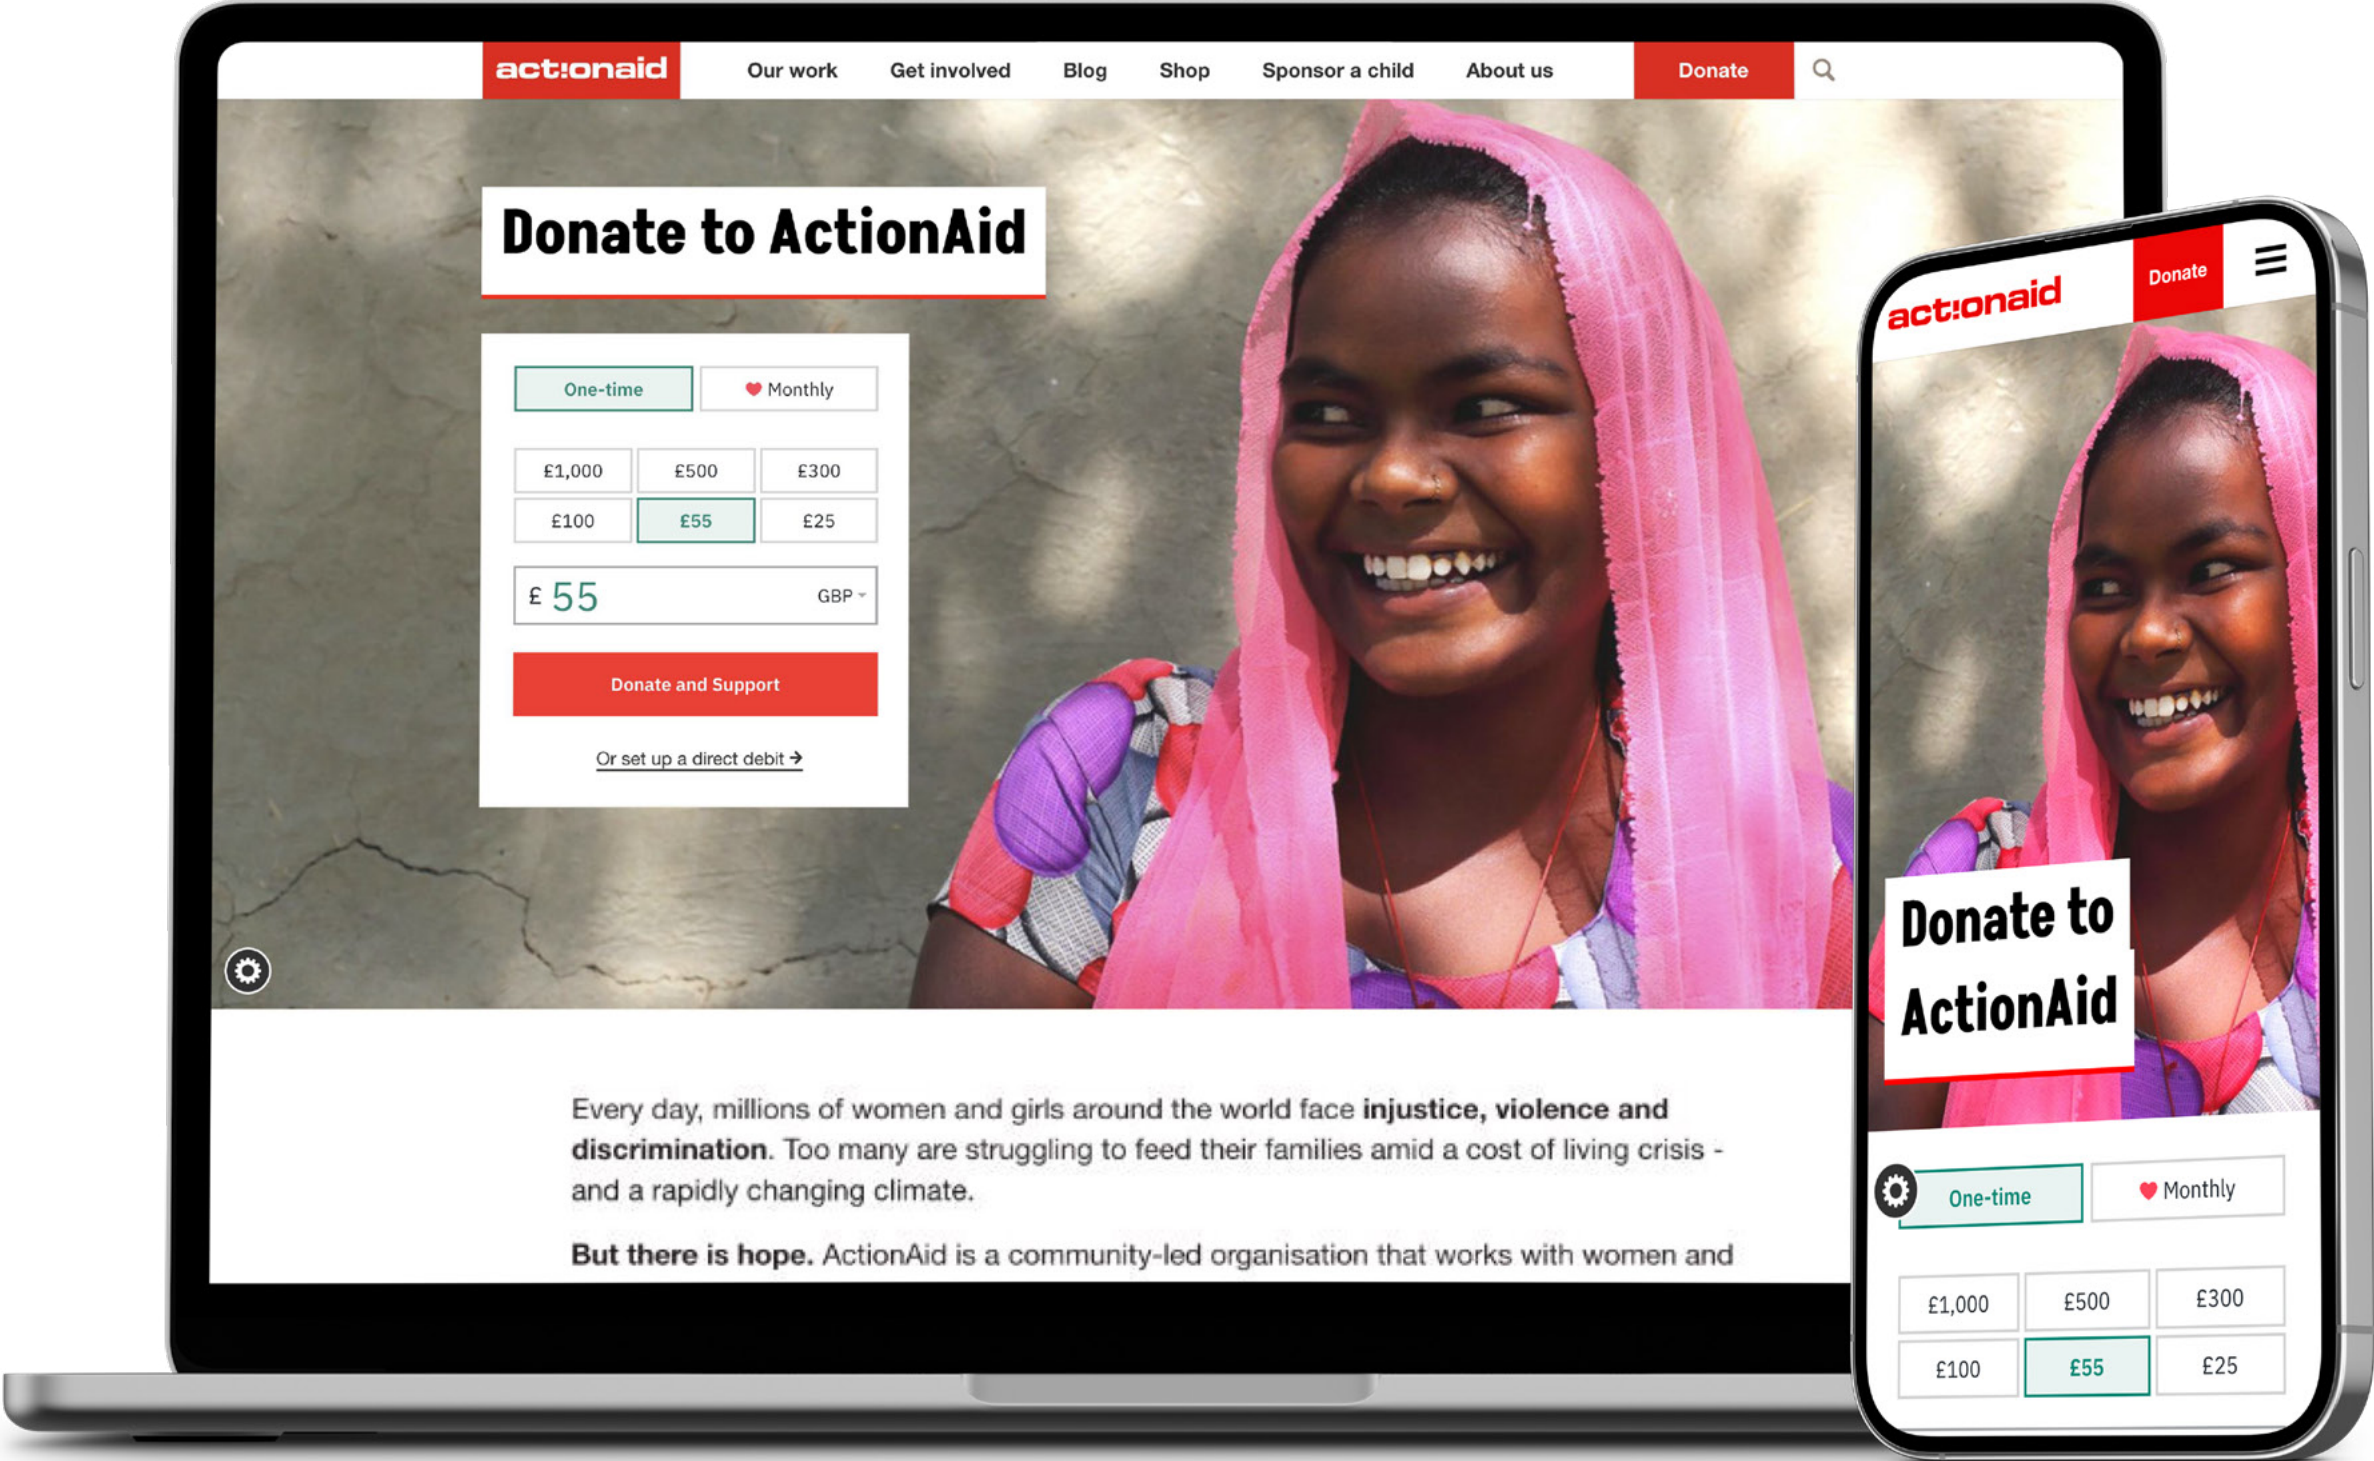 act:onaid
Our work
Get involved
Blog
Shop
Sponsor a child
About us
Donate
Donate to ActionAid
One-time
Monthly
£1,000
£500
£300
£100
£55
£25
£ 55
GBP
Donate and Support
Or set up a direct debit →
Every day, millions of women and girls around the world face injustice, violence and
discrimination. Too many are struggling to feed their families amid a cost of living crisis -
and a rapidly changing climate.
But there is hope. ActionAid is a community-led organisation that works with women and
act:onaid
Donate
Donate to
ActionAid
One-time
Monthly
£1,000
£500
£300
£100
£55
£25